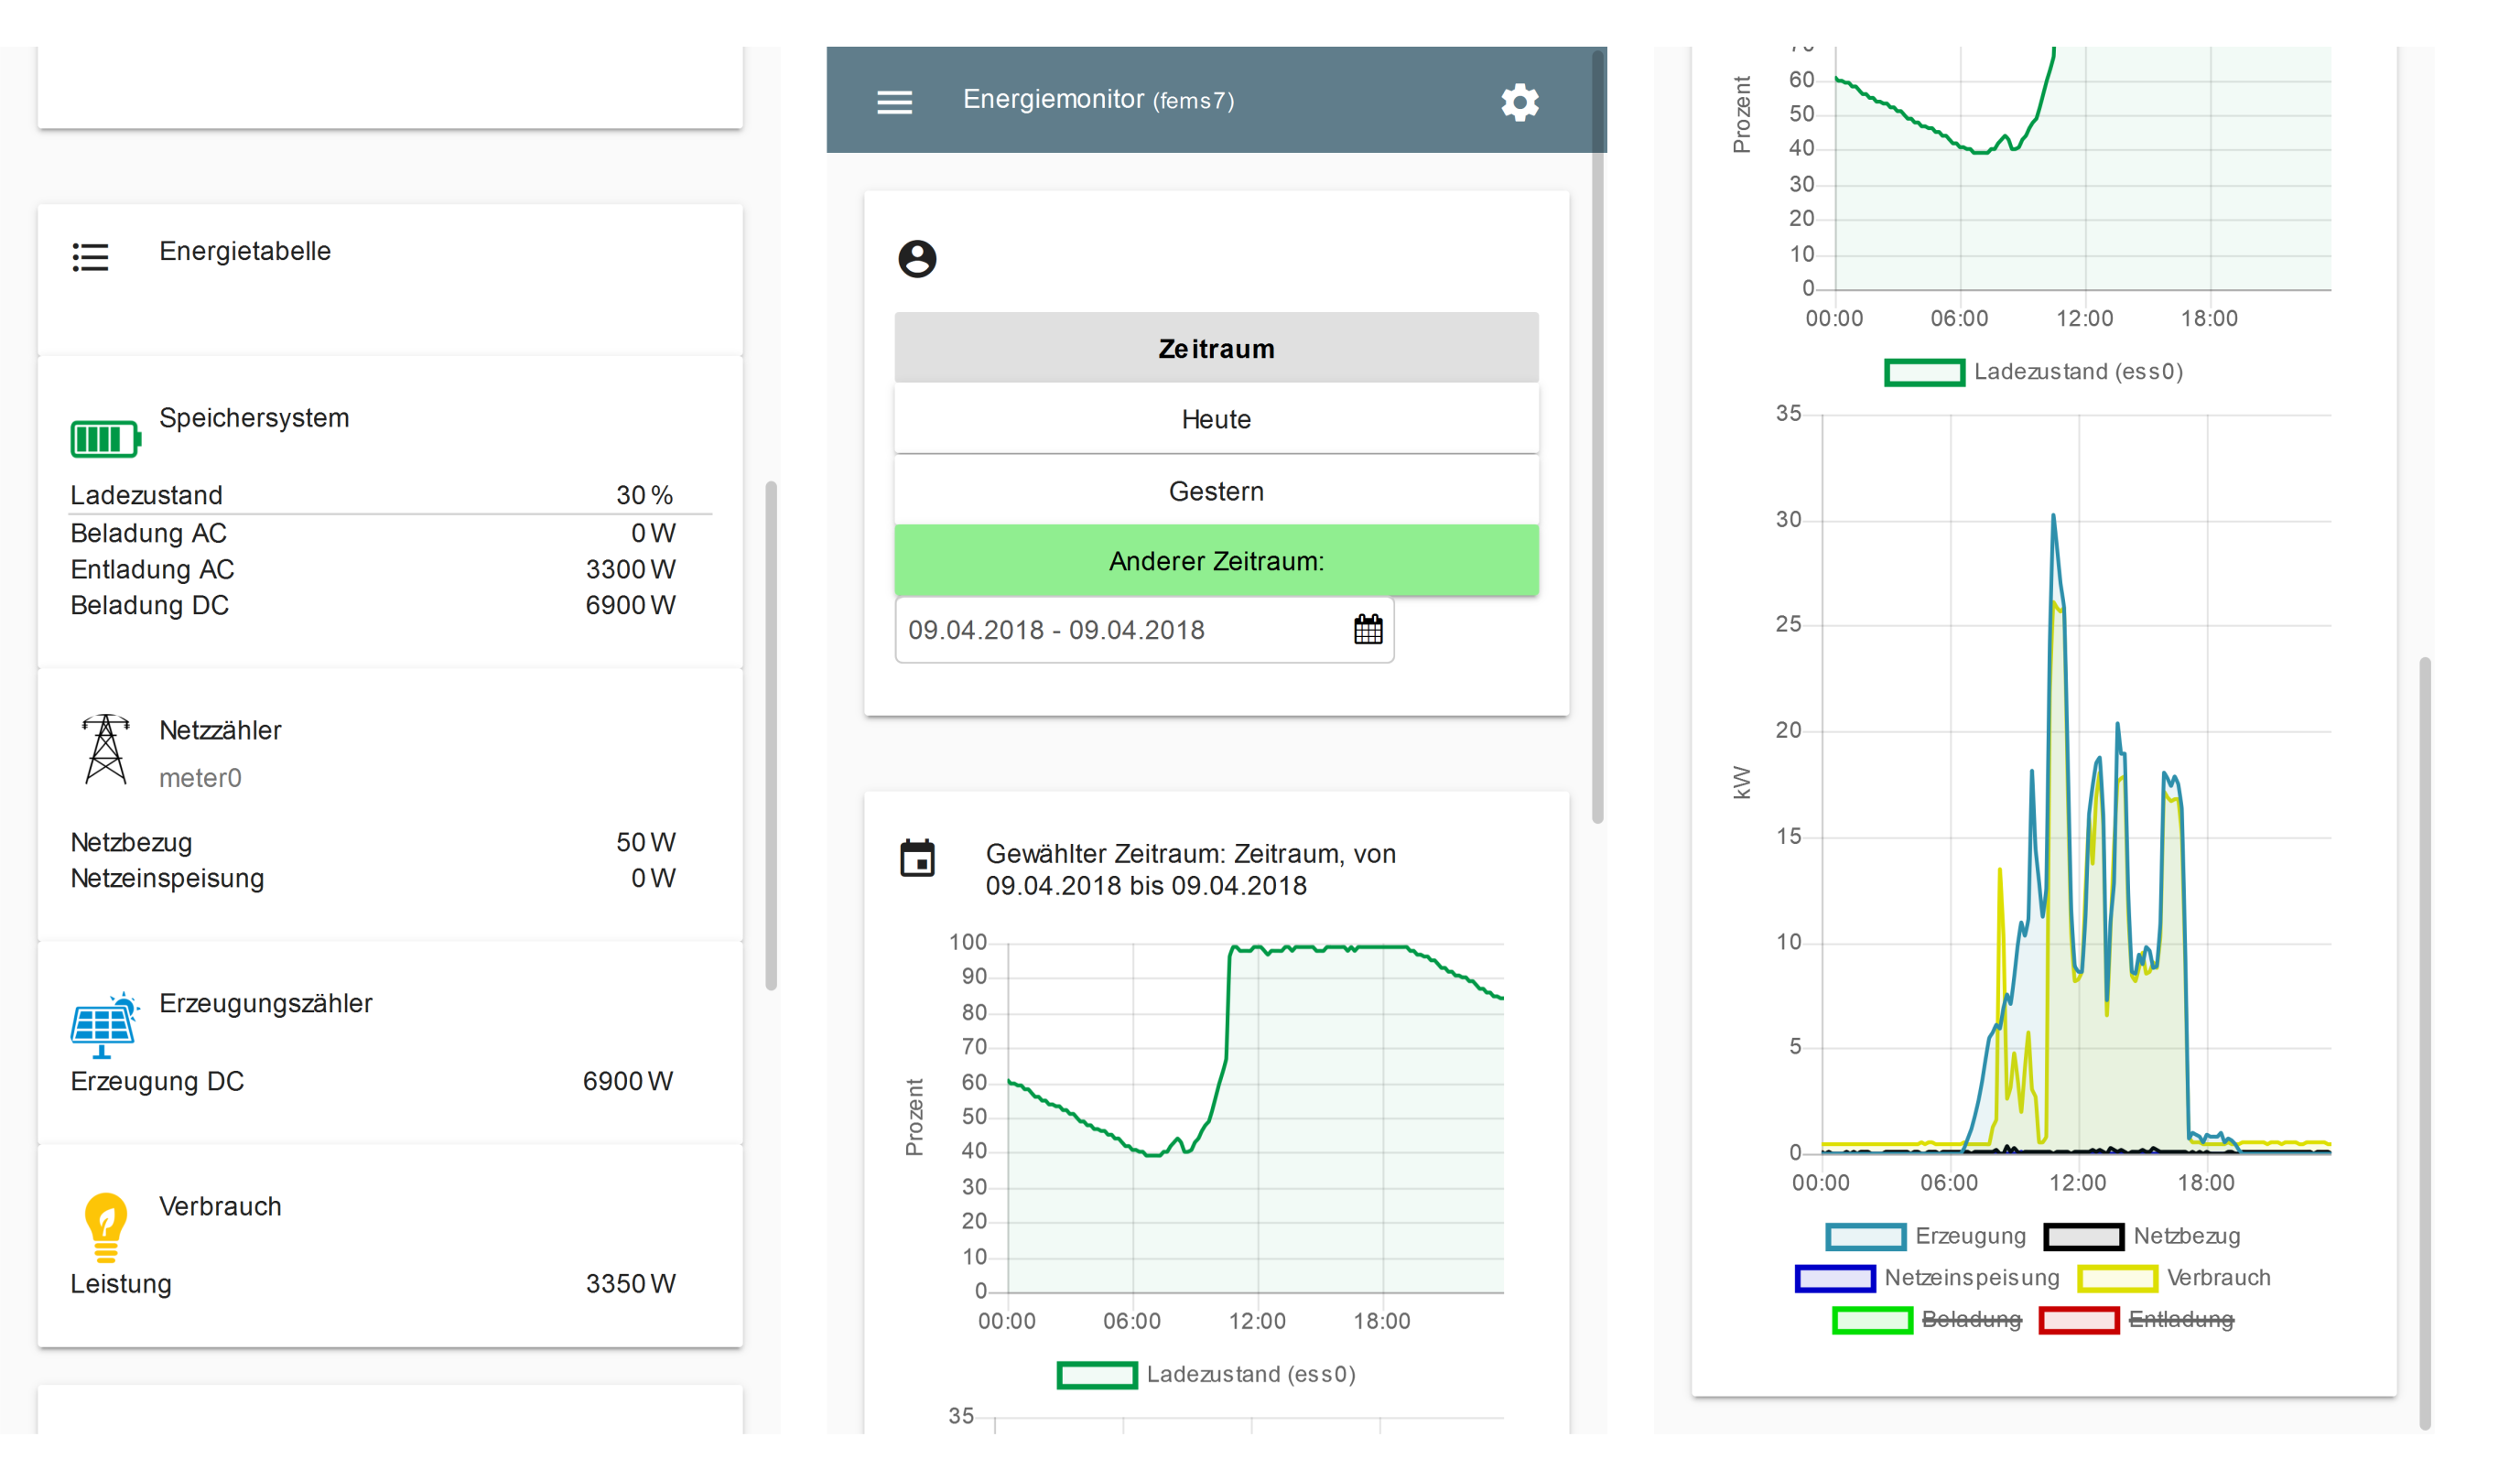 Energietabelle
Speichersystem
Ladezustand 30 %
Beladung AC 0 W
Entladung AC 3300 W
Beladung DC 6900 W
Netzzähler
meter0
Netzbezug 50 W
Netzeinspeisung 0 W
Erzeugungszähler
Erzeugung DC 6900 W
Verbrauch
Leistung 3350 W
Energiemonitor (fems7)
Zeitraum
Heute
Gestern
Anderer Zeitraum:
09.04.2018 - 09.04.2018
Gewählter Zeitraum: Zeitraum, von
09.04.2018 bis 09.04.2018
Prozent
100
90
80
70
60
50
40
30
20
10
0
00:00 06:00 12:00 18:00
Ladezustand (ess0)
35
Prozent
70
60
50
40
30
20
10
0
00:00 06:00 12:00 18:00
Ladezustand (ess0)
kW
35
30
25
20
15
10
5
0
00:00 06:00 12:00 18:00
Erzeugung Netzbezug
Netzeinspeisung Verbrauch
Beladung Entladung